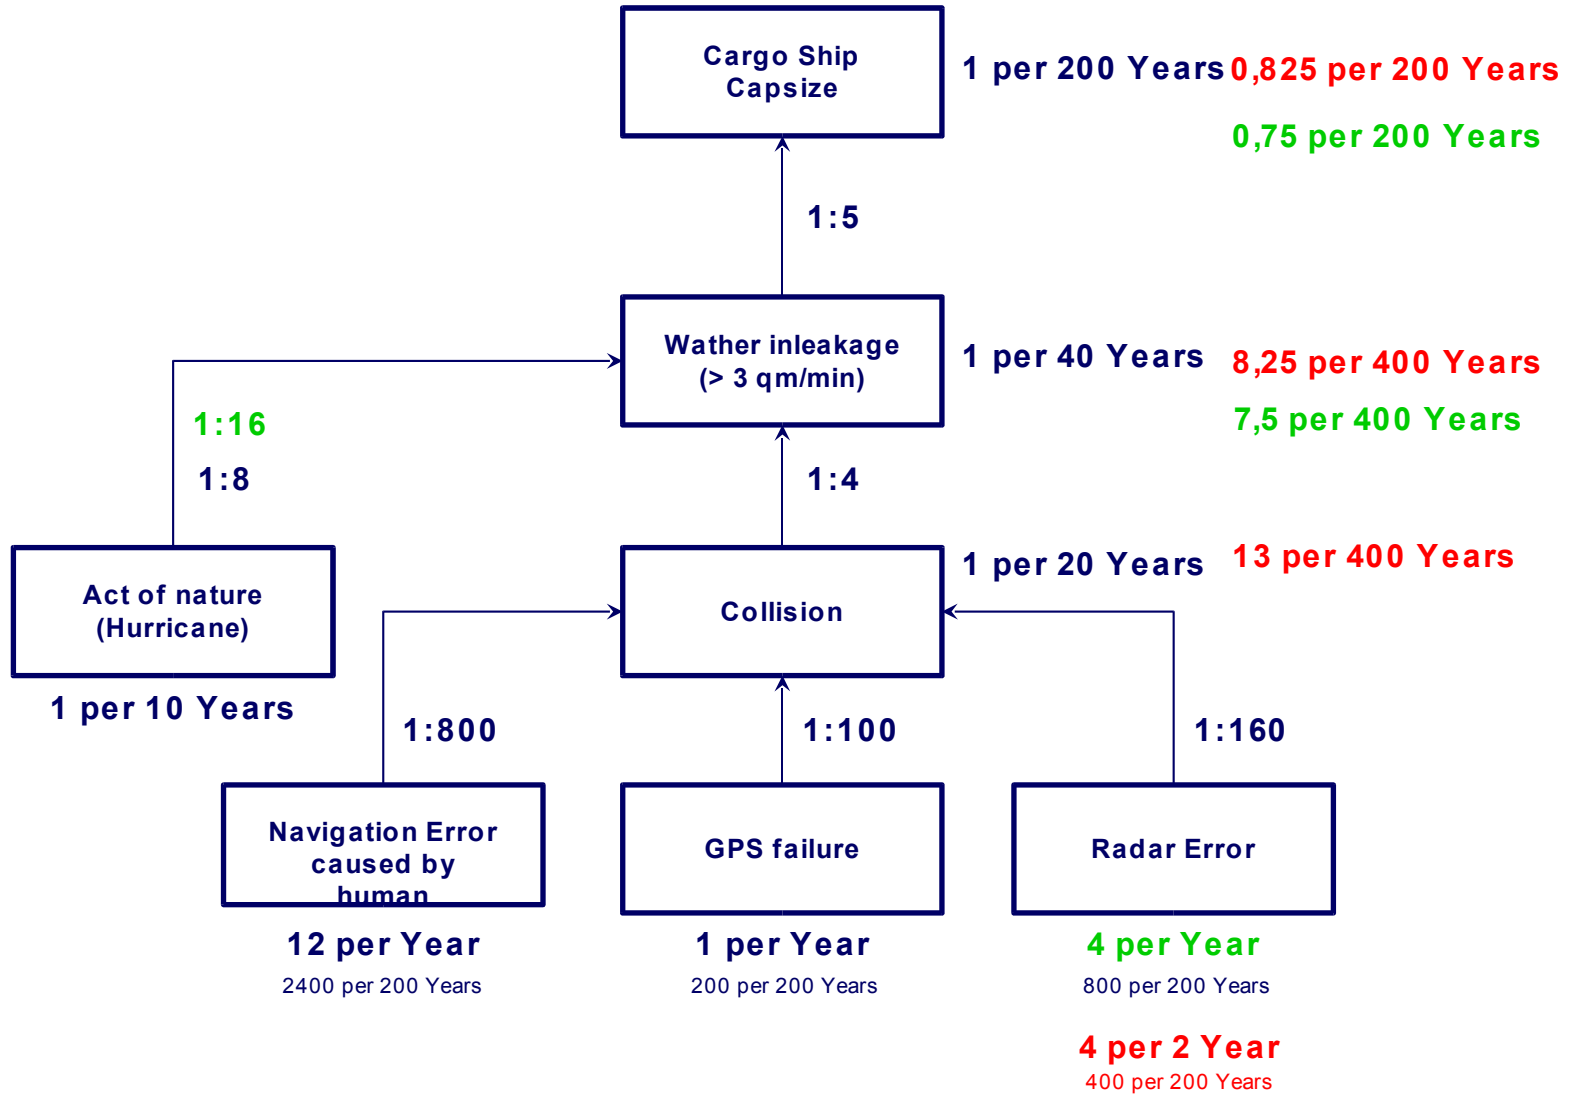 Cargo Ship
Capsize
1 per 200 Years
0,825 per 200 Years
0,75 per 200 Years
1:5
Wather inleakage
(> 3 qm/min)
1 per 40 Years
8,25 per 400 Years
7,5 per 400 Years
1:16
1:8
1:4
Act of nature
(Hurricane)
1 per 10 Years
Collision
1 per 20 Years
13 per 400 Years
1:800
1:100
1:160
Navigation Error
caused by
human
12 per Year
2400 per 200 Years
GPS failure
1 per Year
200 per 200 Years
Radar Error
4 per Year
800 per 200 Years
4 per 2 Year
400 per 200 Years